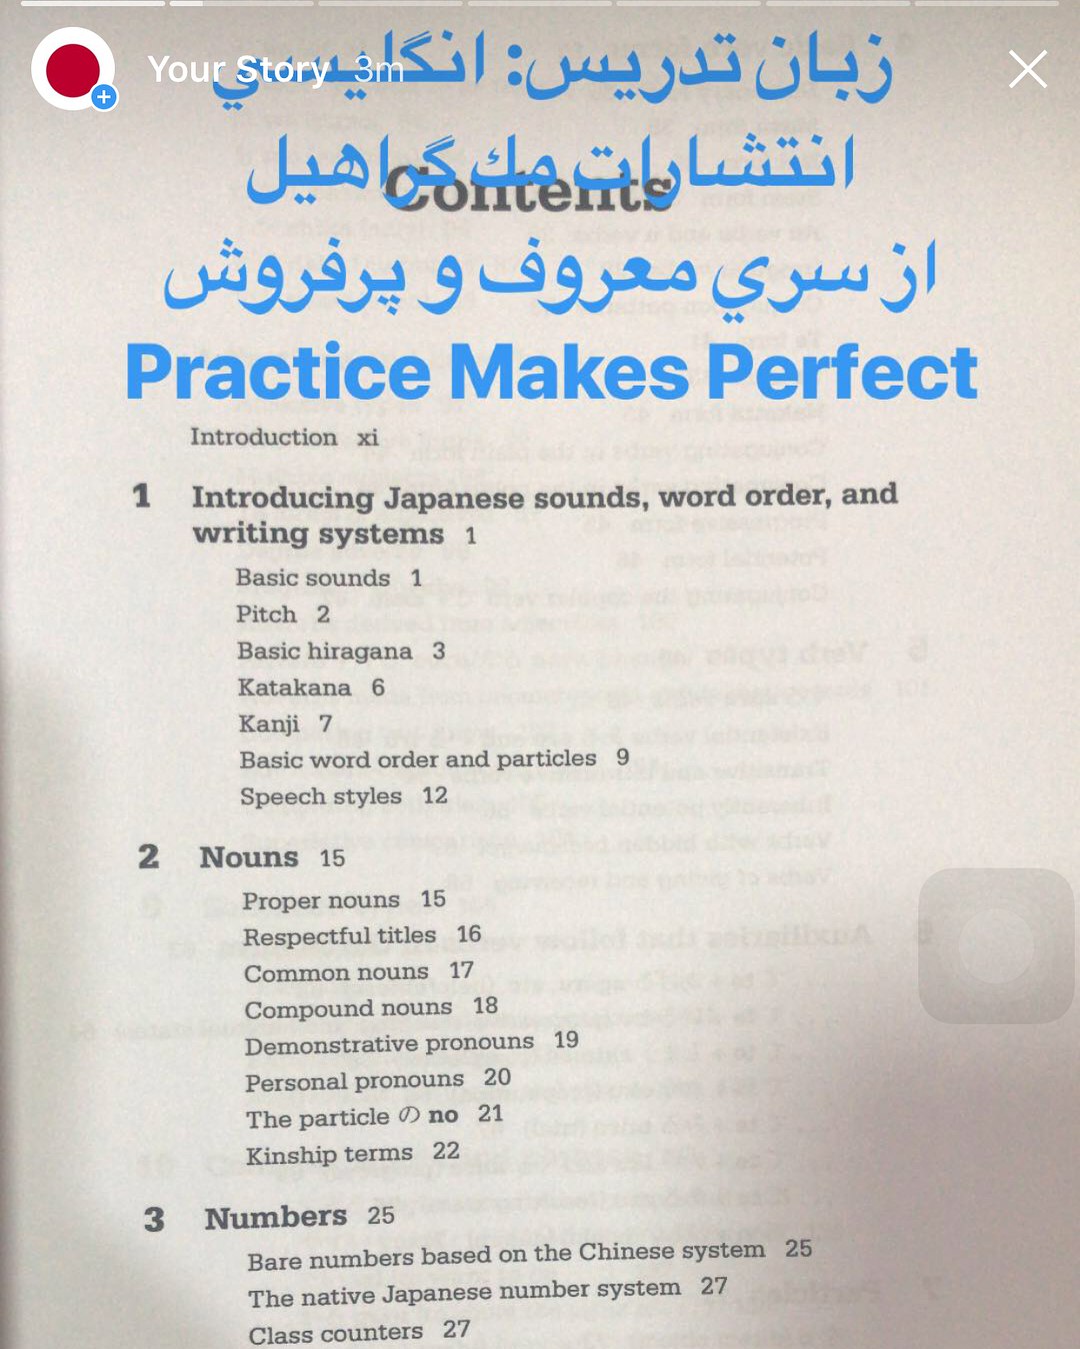 Your Story 3m
زبان تدریس: انگلیسي
انتشارات مك گراهیل
Contents
از سري معروف و پرفروش
Practice Makes Perfect
Introduction xi
1 Introducing Japanese sounds, word order, and
writing systems 1
Basic sounds 1
Pitch 2
Basic hiragana 3
Katakana 6
Kanji 7
Basic word order and particles 9
Speech styles 12
2 Nouns 15
Proper nouns 15
Respectful titles 16
Common nouns 17
Compound nouns 18
Demonstrative pronouns 19
Personal pronouns 20
The particle の no 21
Kinship terms 22
3 Numbers 25
Bare numbers based on the Chinese system 25
The native Japanese number system 27
Class counters 27